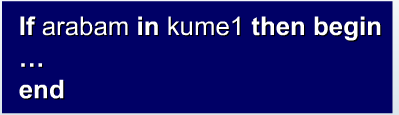 If arabam in kume1 then begin
…
end